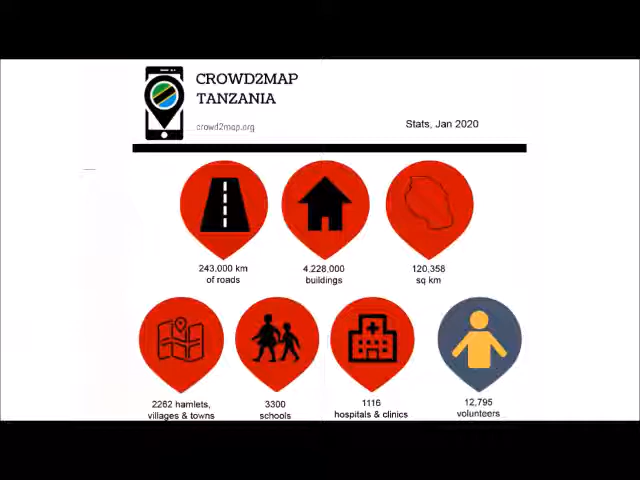 CROWD2MAP
TANZANIA
crowd2map.org
Stats, Jan 2020
243,000 km
of roads
4,228,000
buildings
120,358
sq km
2262 hamlets,
villages & towns
3300
schools
1116
hospitals & clinics
12,795
volunteers